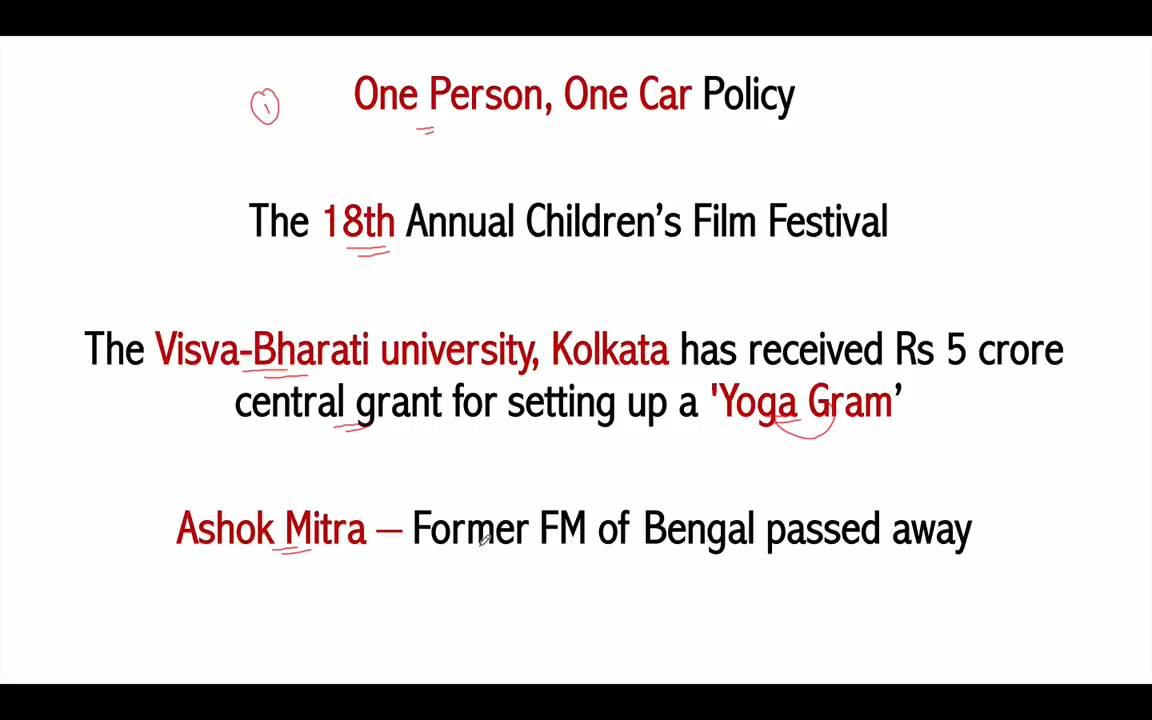 One Person, One Car Policy
The 18th Annual Children’s Film Festival
The Visva-Bharati university, Kolkata has received Rs 5 crore
central grant for setting up a 'Yoga Gram’
Ashok Mitra – Former FM of Bengal passed away